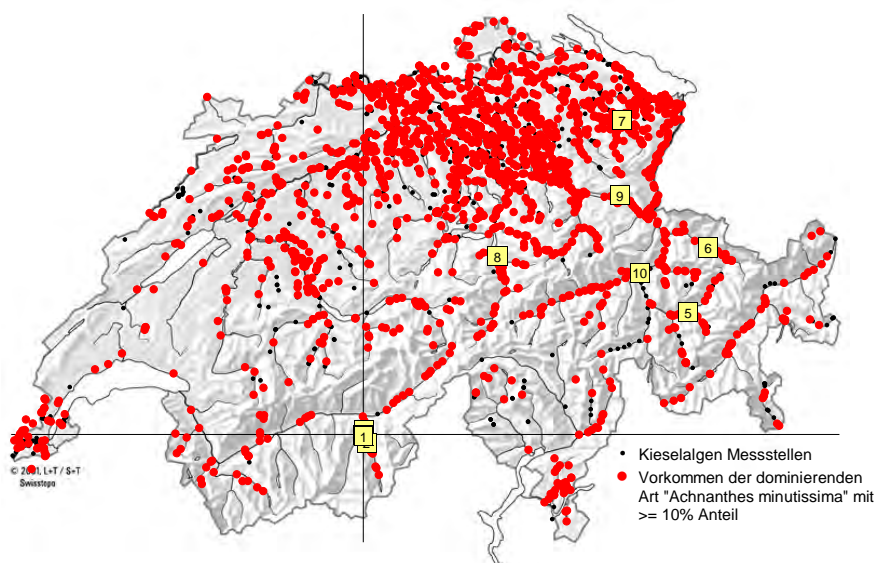 7
9
6
8
10
5
1
2
Kieselalgen Messstellen
Vorkommen der dominierenden
Art "Achnanthes minutissima" mit
>= 10% Anteil
L+T / S+T
Swisstopo